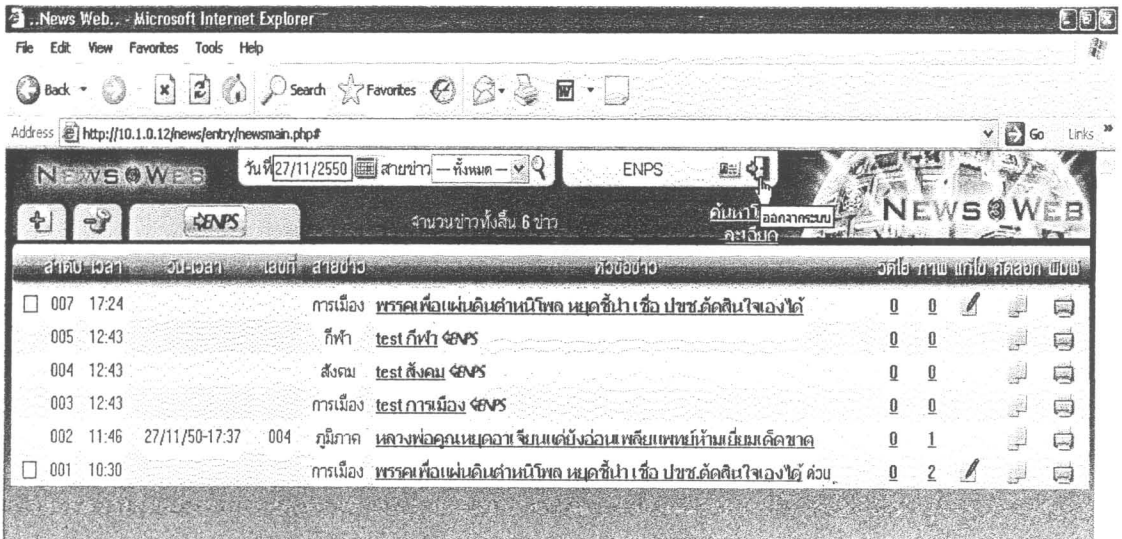 ..News Web.. - Microsoft Internet Explorer
File Edit View Favorites Tools Help
Back Search Favorites
Address http://10.1.0.12/news/entry/newsmain.php# Go Links »
NEWS WEB วันที่ 27/11/2550 สายข่าว --ทั้งหมด-- ENPS
NEWS WEB
ENPS จำนวนข่าวทั้งสิ้น 6 ข่าว ออกจากระบบ
ละเอียด
ลำดับ เวลา วัน-เวลา เลขที่ สายข่าว หัวข้อข่าว วีดีโอ ภาพ แก้ไข คัดลอก พิมพ์
007 17:24 การเมือง พรรคเพื่อแผ่นดินตำหนิโพล หยุดชี้นำ เชื่อ ปชช.ตัดสินใจเองได้ 0 0
005 12:43 กีฬา test กีฬา ENPS 0 0
004 12:43 สังคม test สังคม ENPS 0 0
003 12:43 การเมือง test การเมือง ENPS 0 0
002 11:46 27/11/50-17:37 004 ภูมิภาค หลวงพ่อคูณหยุดอาเจียนแต่ยังอ่อนเพลียแพทย์ห้ามเยี่ยมเด็ดขาด 0 1
001 10:30 การเมือง พรรคเพื่อแผ่นดินตำหนิโพล หยุดชี้นำ เชื่อ ปชช.ตัดสินใจเองได้ ด่วน 0 2